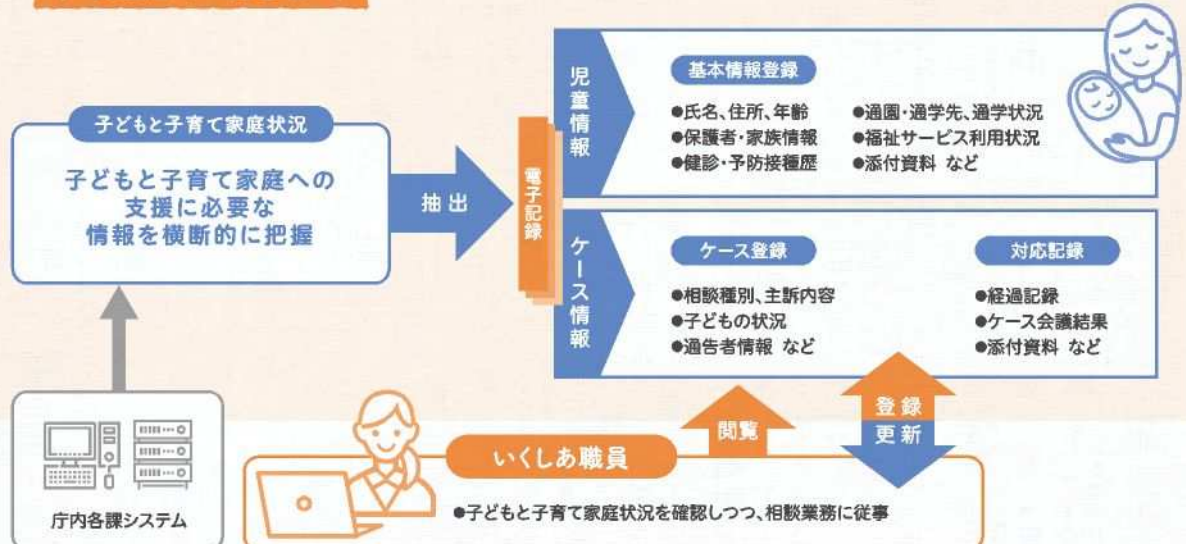 子どもと子育て家庭状況
子どもと子育て家庭への
支援に必要な
情報を横断的に把握
抽出
電子記録
児童情報
基本情報登録
●氏名、住所、年齢
●保護者・家族情報
●健診・予防接種歴
●通園・通学先、通学状況
●福祉サービス利用状況
●添付資料 など
ケース情報
ケース登録
●相談種別、主訴内容
●子どもの状況
●通告者情報 など
対応記録
●経過記録
●ケース会議結果
●添付資料 など
閲覧
登録
更新
庁内各課システム
いくしあ職員
●子どもと子育て家庭状況を確認しつつ、相談業務に従事